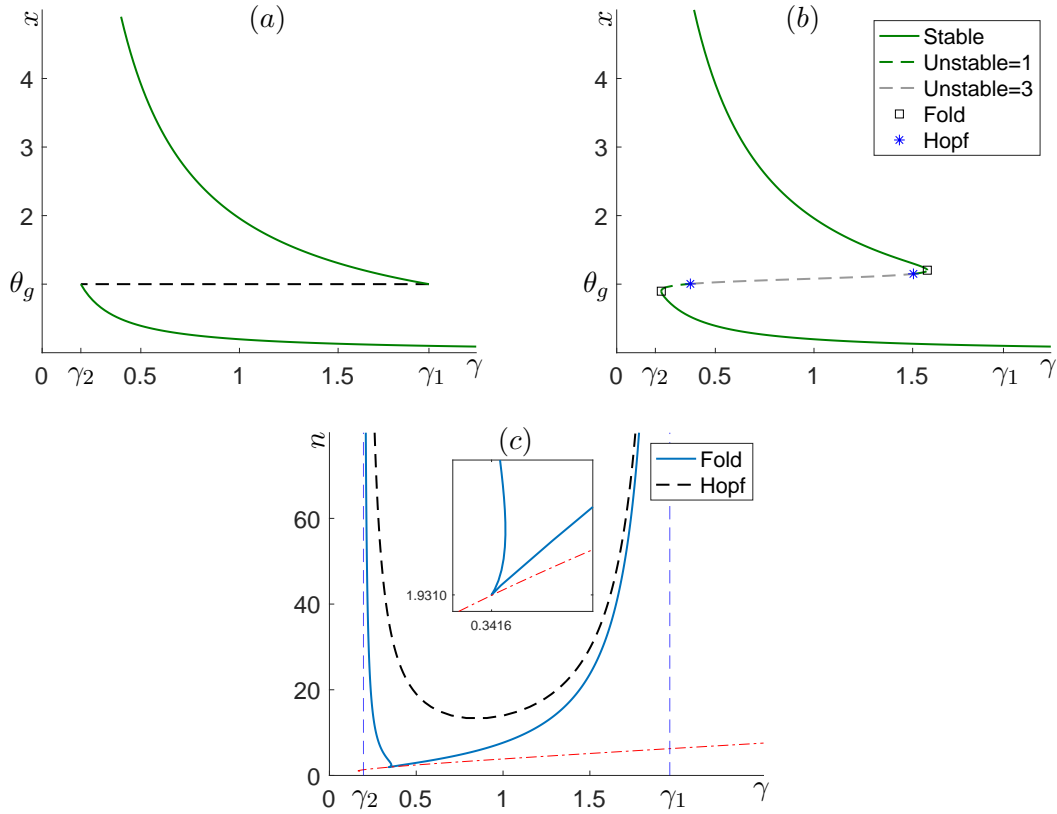 x
(a)
4
3
2
θg
0
γ2
0.5
1
1.5
γ1
γ
x
(b)
4
3
2
θg
0
γ2
0.5
1
1.5
γ1
γ
Stable
Unstable=1
Unstable=3
Fold
Hopf
n
(c)
60
40
20
0
0
γ2
0.5
1
1.5
γ1
γ
1.9310
0.3416
Fold
Hopf